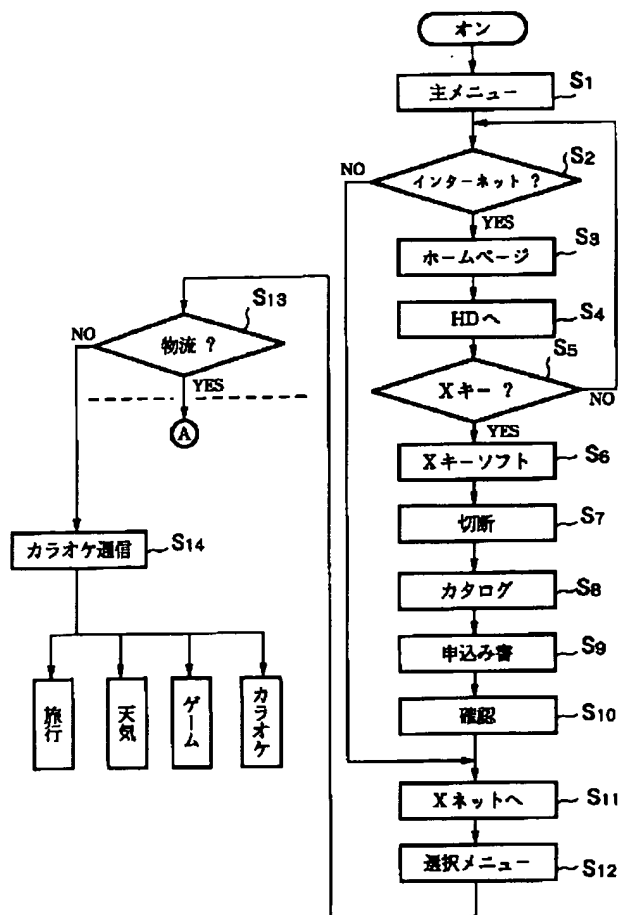 オン
主メニュー
S1
インターネット ?
S2
NO
YES
ホームページ
S3
HDへ
S4
Xキー ?
S5
NO
YES
Xキーソフト
S6
切断
S7
カタログ
S8
申込み書
S9
確認
S10
Xネットへ
S11
選択メニュー
S12
物流 ?
S13
NO
YES
A
カラオケ通信
S14
旅行
天気
ゲーム
カラオケ